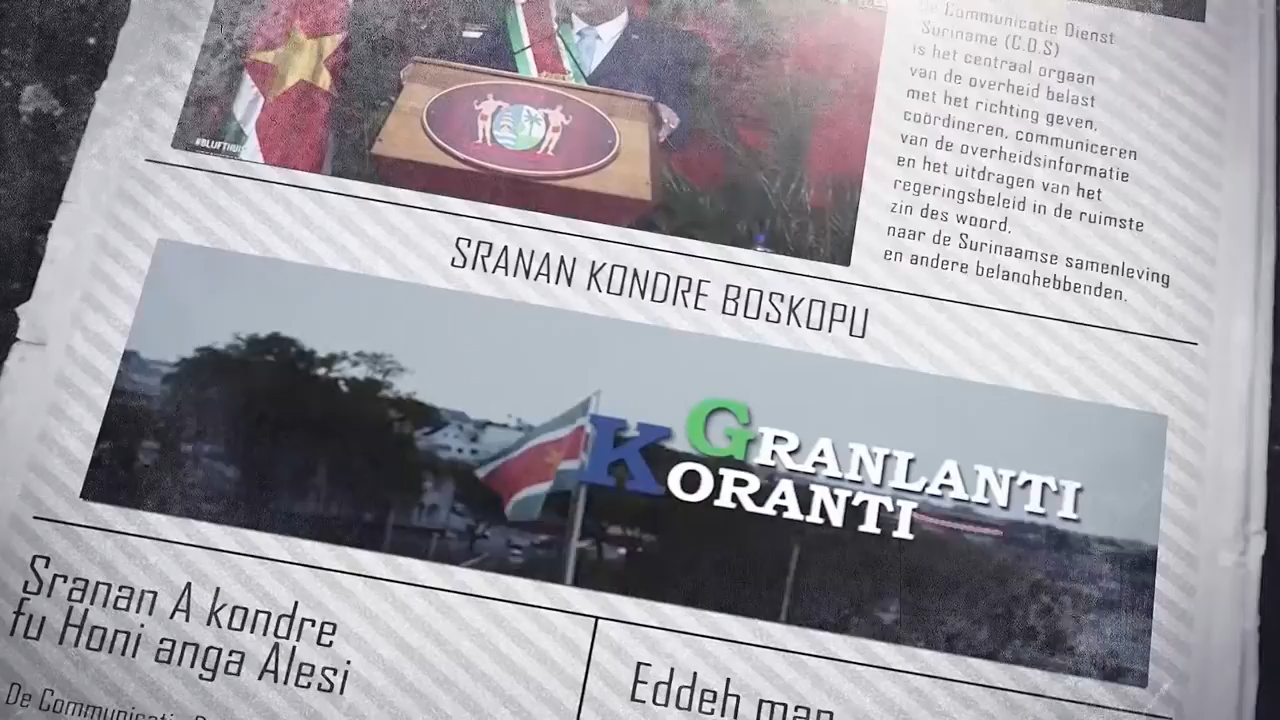 #BLUFTHUIS
De Communicatie Dienst
Suriname (C.D.S)
is het centraal orgaan
van de overheid belast
met het richting geven,
coördineren, communiceren
van de overheidsinformatie
en het uitdragen van het
regeringsbeleid in de ruimste
zin des woord.
naar de Surinaamse samenleving
en andere belanghebbenden.
SRANAN KONDRE BOSKOPU
GRANLANTI
KORANTI
Sranan A kondre
fu Honi anga Alesi
De Communicatie
Eddeh man